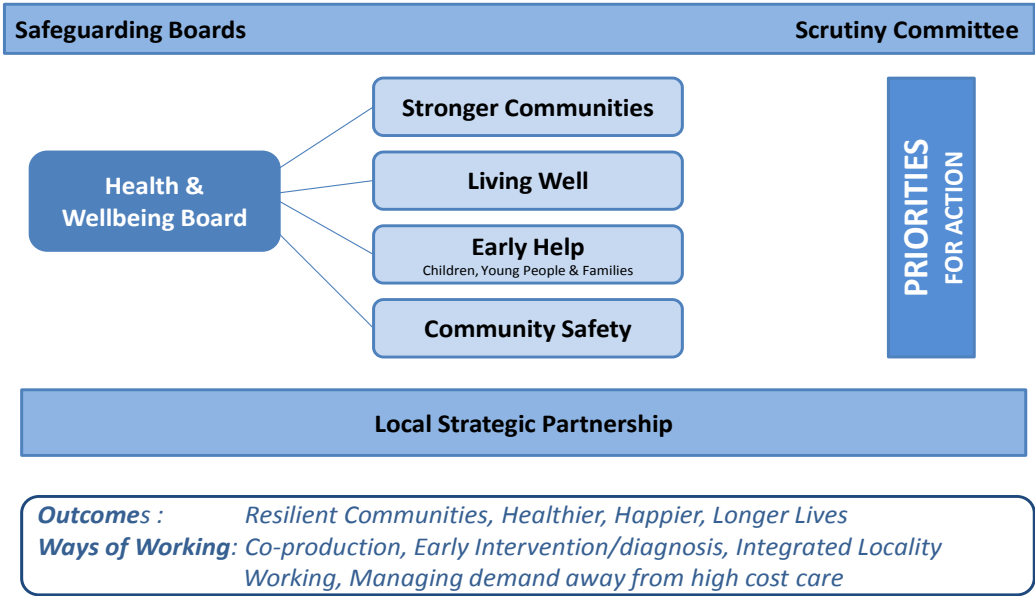 Safeguarding Boards Scrutiny Committee
Stronger Communities
Health &
Wellbeing Board
Living Well
Early Help
Children, Young People & Families
Community Safety
PRIORITIES
FOR ACTION
Local Strategic Partnership
Outcomes : Resilient Communities, Healthier, Happier, Longer Lives
Ways of Working: Co-production, Early Intervention/diagnosis, Integrated Locality
Working, Managing demand away from high cost care